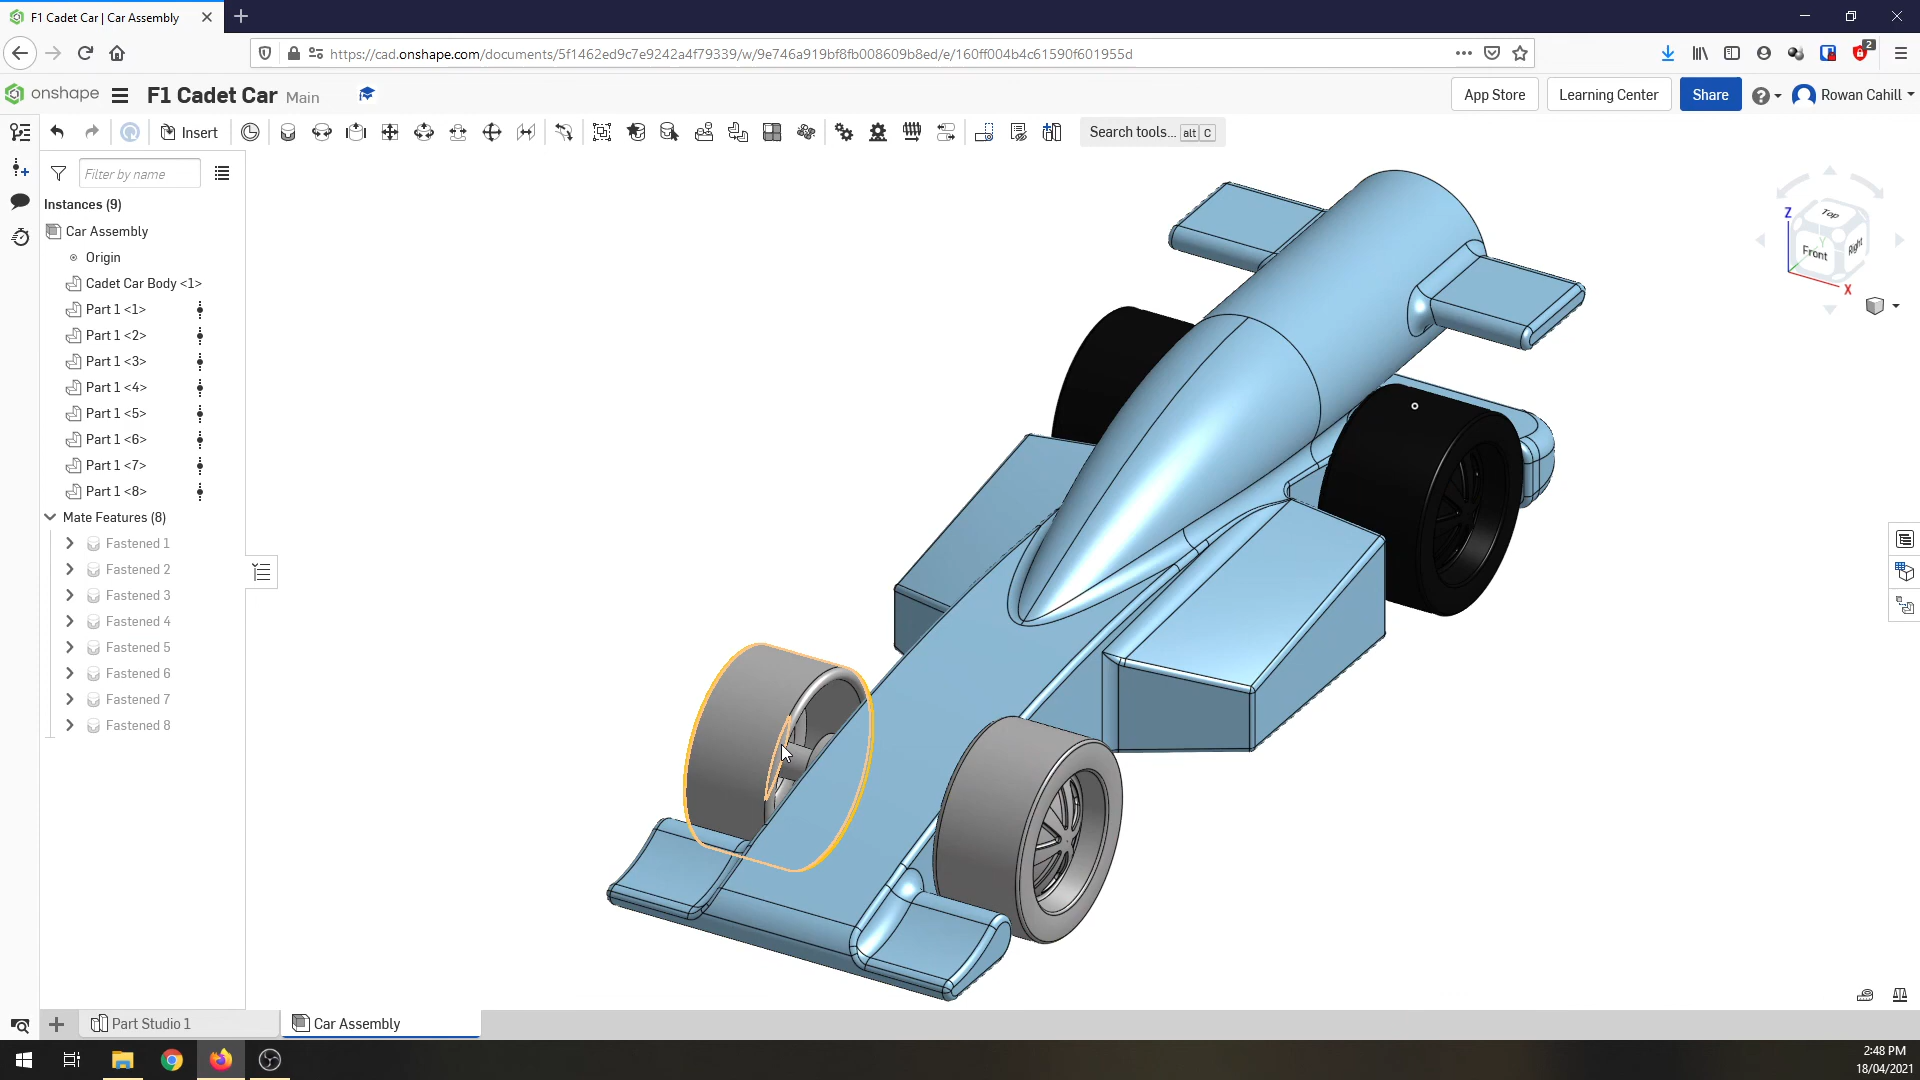 F1 Cadet Car | Car Assembly
https://cad.onshape.com/documents/5f1462ed9c7e9242a4f79339/w/9e746a919bf8fb008609b8ed/e/160ff004b4c61590f601955d
2
onshape
F1 Cadet Car Main
App Store
Learning Center
Share
Rowan Cahill
Insert
Search tools... alt C
Filter by name
Instances (9)
Car Assembly
Origin
Cadet Car Body <1>
Part 1 <1>
Part 1 <2>
Part 1 <3>
Part 1 <4>
Part 1 <5>
Part 1 <6>
Part 1 <7>
Part 1 <8>
Mate Features (8)
Fastened 1
Fastened 2
Fastened 3
Fastened 4
Fastened 5
Fastened 6
Fastened 7
Fastened 8
Z
Top
Y
Front
Right
X
Part Studio 1
Car Assembly
2:48 PM
18/04/2021